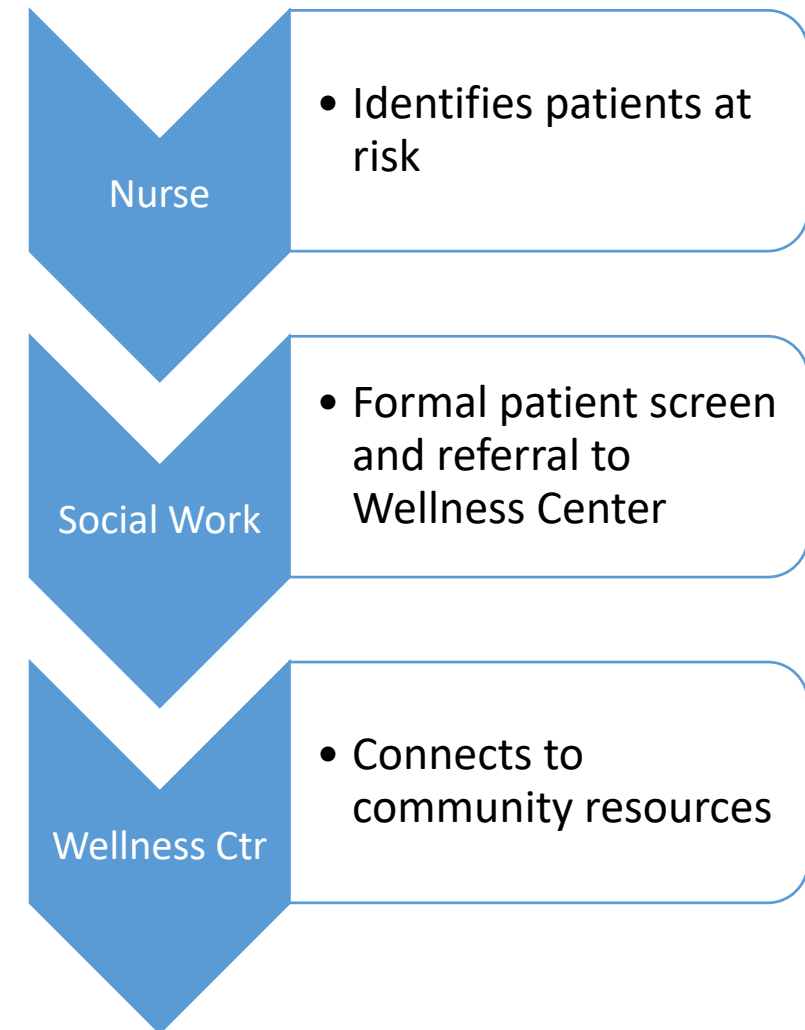 Nurse
• Identifies patients at
risk
Social Work
• Formal patient screen
and referral to
Wellness Center
Wellness Ctr
• Connects to
community resources